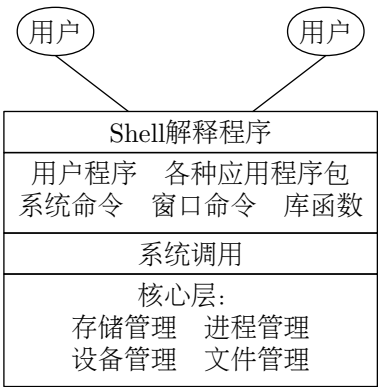 用户 用户
Shell解释程序
用户程序 各种应用程序包
系统命令 窗口命令 库函数
系统调用
核心层:
存储管理 进程管理
设备管理 文件管理